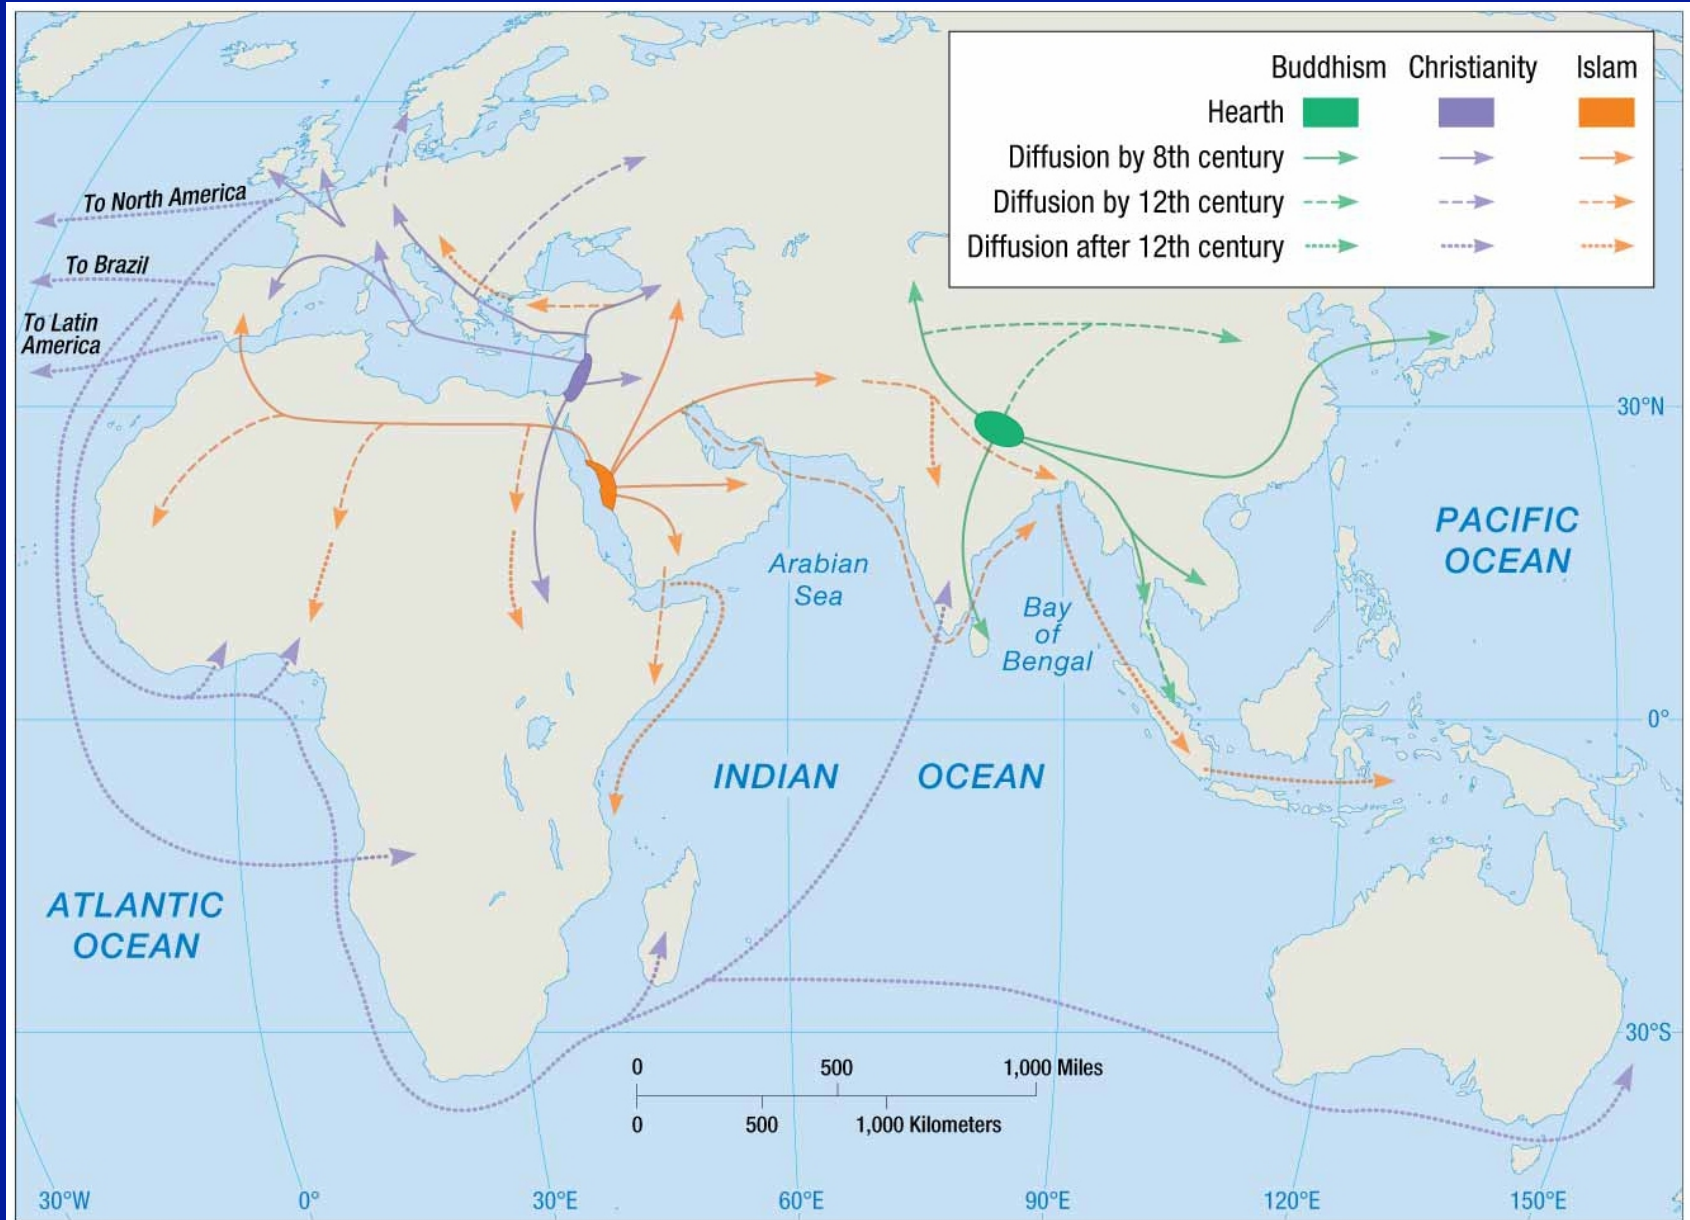 Buddhism Christianity Islam
Hearth
Diffusion by 8th century
Diffusion by 12th century
Diffusion after 12th century
To North America
To Brazil
To Latin
America
30°N
PACIFIC
OCEAN
Arabian
Sea
Bay
of
Bengal
0°
INDIAN OCEAN
ATLANTIC
OCEAN
30°S
0 500 1,000 Miles
0 500 1,000 Kilometers
30°W 0° 30°E 60°E 90°E 120°E 150°E